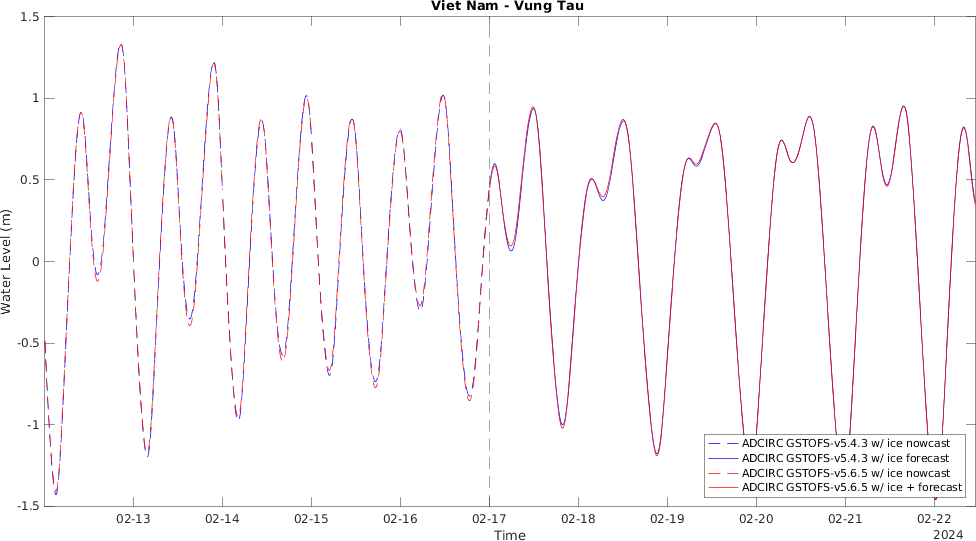 Viet Nam - Vung Tau
1.5
1
0.5
0
-0.5
-1
-1.5
Water Level (m)
ADCIRC GSTOFS-v5.4.3 w/ ice nowcast
ADCIRC GSTOFS-v5.4.3 w/ ice forecast
ADCIRC GSTOFS-v5.6.5 w/ ice nowcast
ADCIRC GSTOFS-v5.6.5 w/ ice + forecast
02-13 02-14 02-15 02-16 02-17 02-18 02-19 02-20 02-21 02-22
Time
2024